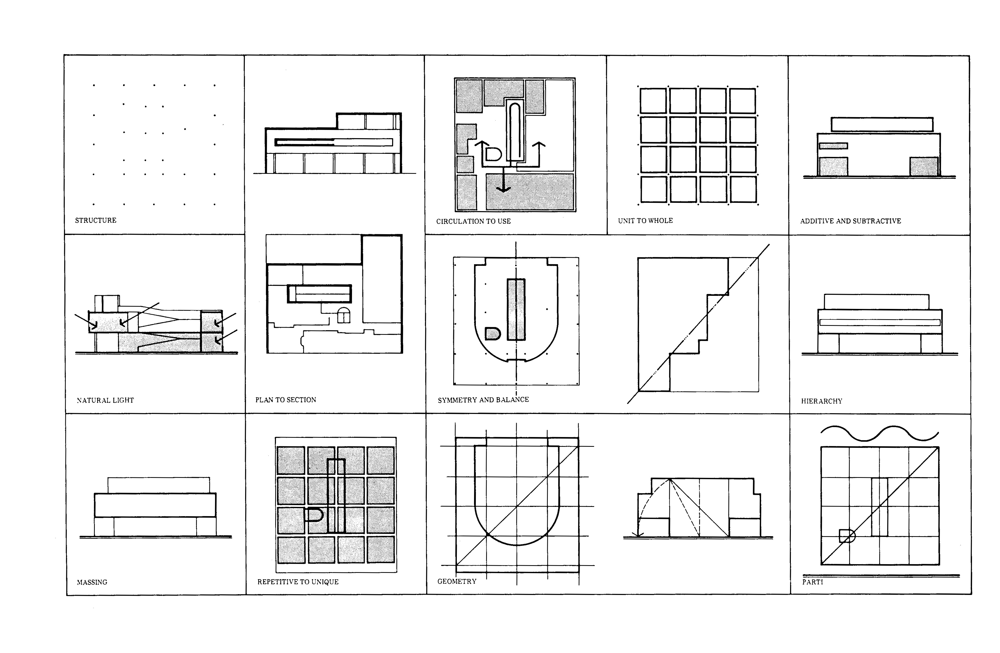 STRUCTURE
CIRCULATION TO USE
UNIT TO WHOLE
ADDITIVE AND SUBTRACTIVE
NATURAL LIGHT
PLAN TO SECTION
SYMMETRY AND BALANCE
HIERARCHY
MASSING
REPETITIVE TO UNIQUE
GEOMETRY
PARTI